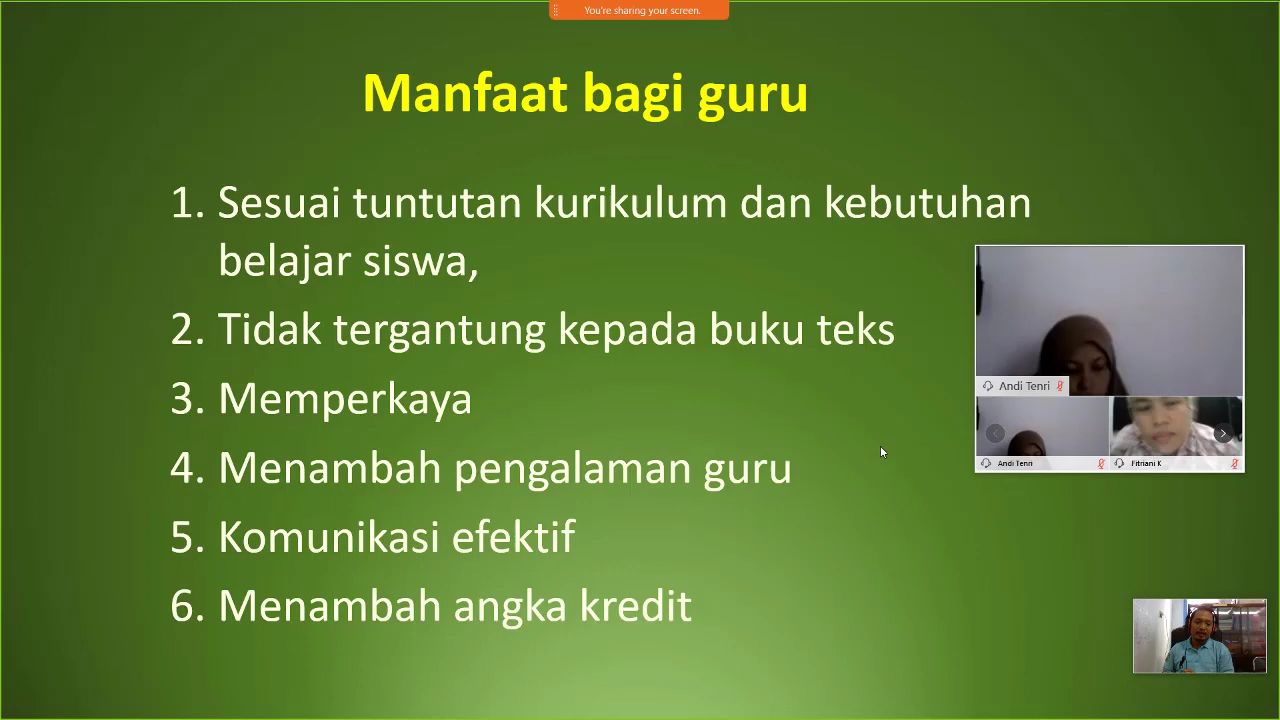 You're sharing your screen.
Manfaat bagi guru
1. Sesuai tuntutan kurikulum dan kebutuhan
belajar siswa,
2. Tidak tergantung kepada buku teks
3. Memperkaya
4. Menambah pengalaman guru
5. Komunikasi efektif
6. Menambah angka kredit
Andi Tenri
Andi Tenri
Fitriani K